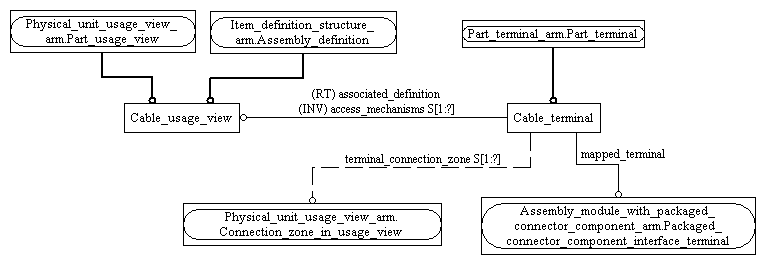 Physical_unit_usage_view_
arm.Part_usage_view
Item_definition_structure_
arm.Assembly_definition
Part_terminal_arm.Part_terminal
(RT) associated_definition
(INV) access_mechanisms S[1:?]
Cable_usage_view
Cable_terminal
terminal_connection_zone S[1:?]
mapped_terminal
Physical_unit_usage_view_arm.
Connection_zone_in_usage_view
Assembly_module_with_packaged_
connector_component_arm.Packaged_
connector_component_interface_terminal